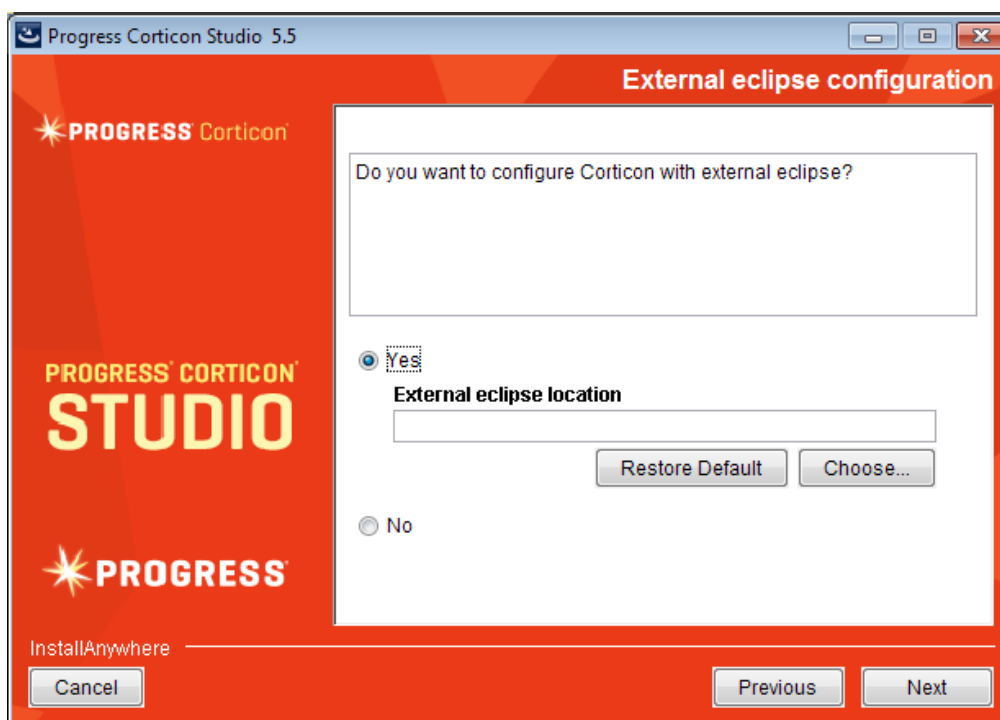 Progress Corticon Studio 5.5
External eclipse configuration
PROGRESS Corticon
Do you want to configure Corticon with external eclipse?
Yes
External eclipse location
Restore Default
Choose...
No
PROGRESS CORTICON
STUDIO
PROGRESS
InstallAnywhere
Cancel
Previous
Next